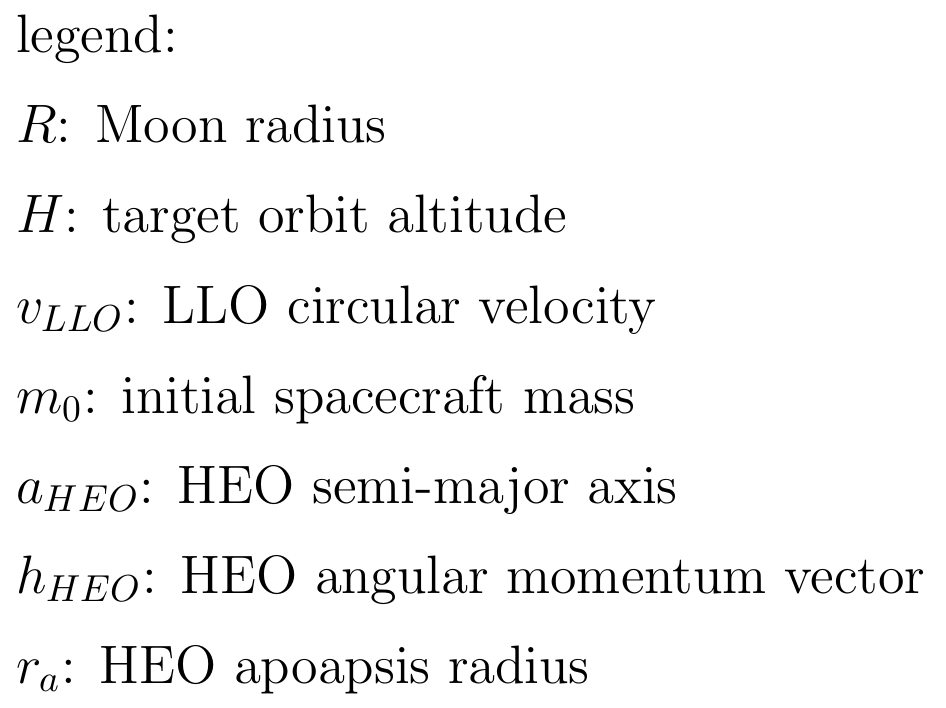 legend:
R: Moon radius
H: target orbit altitude
v_{LLO}: LLO circular velocity
m_0: initial spacecraft mass
a_{HEO}: HEO semi-major axis
h_{HEO}: HEO angular momentum vector
r_a: HEO apoapsis radius